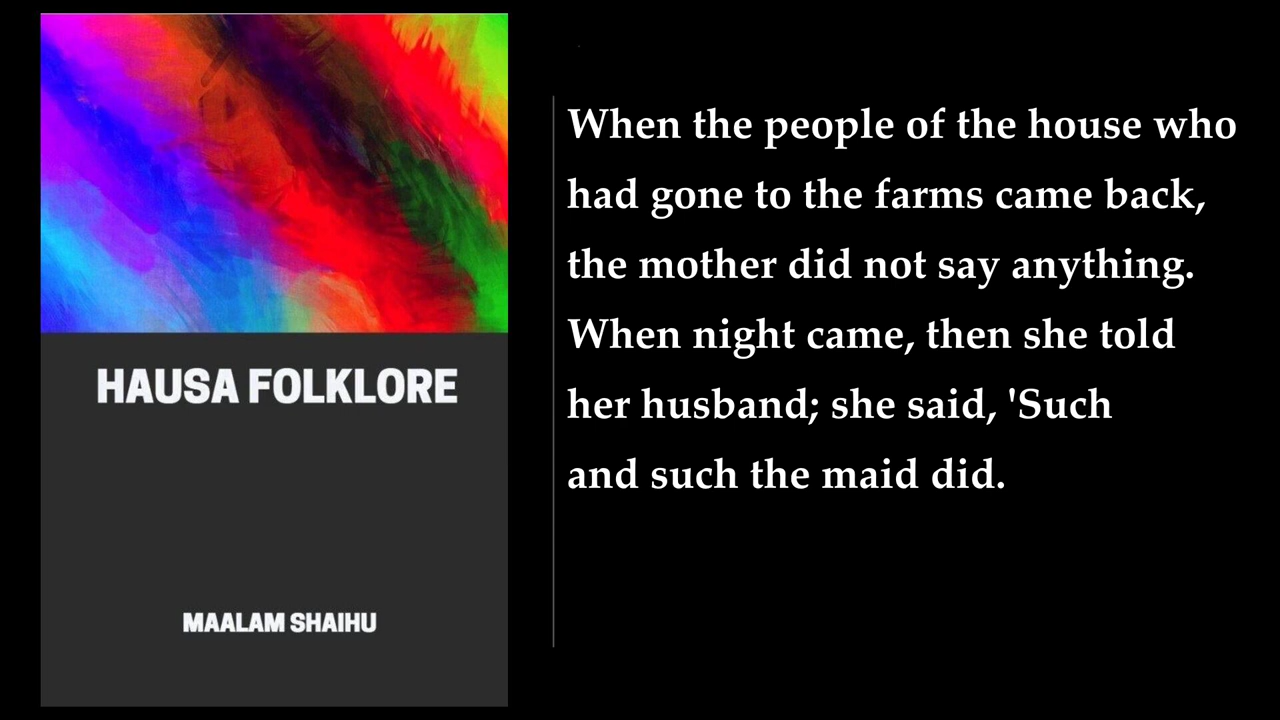 HAUSA FOLKLORE
MAALAM SHAIHU
When the people of the house who
had gone to the farms came back,
the mother did not say anything.
When night came, then she told
her husband; she said, 'Such
and such the maid did.